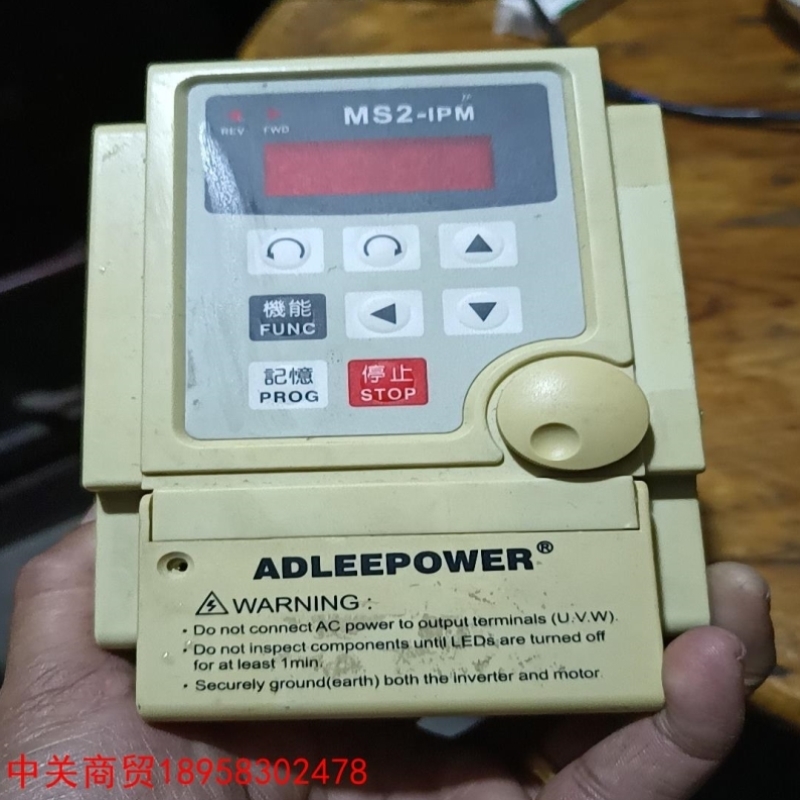 MS2-IPM
REV FWD
機能
FUNC
記憶
PROG
停止
STOP
ADLEEPOWER®
WARNING:
• Do not connect AC power to output terminals (U.V.W).
• Do not inspect components until LEDs are turned off
for at least 1min.
• Securely ground(earth) both the inverter and motor.
中关商贸18958302478